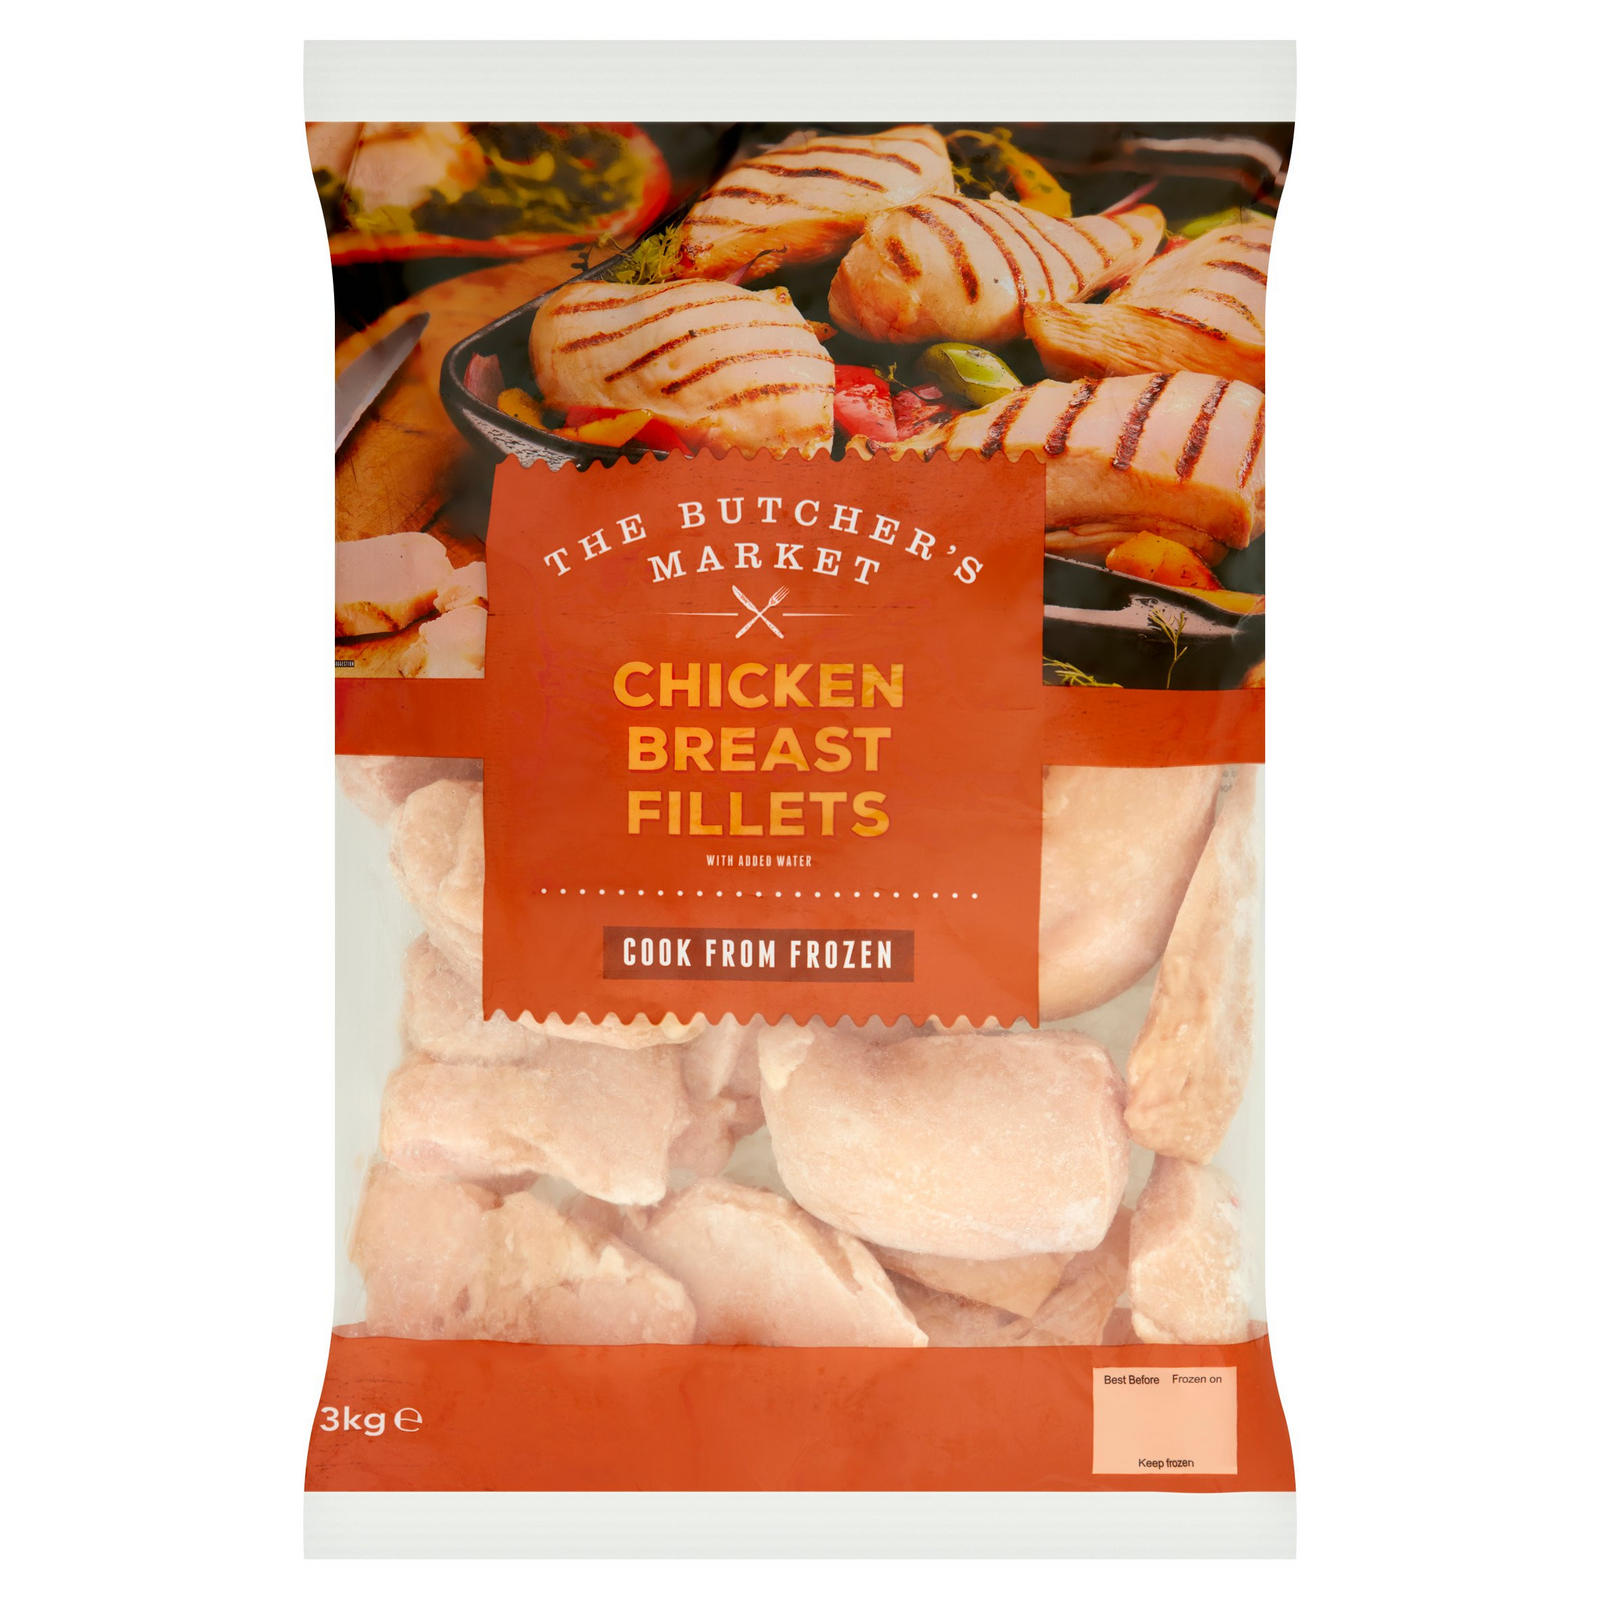 THE BUTCHER'S
MARKET
CHICKEN
BREAST
FILLETS
WITH ADDED WATER
COOK FROM FROZEN
3kg ℮
Best Before Frozen on
Keep frozen